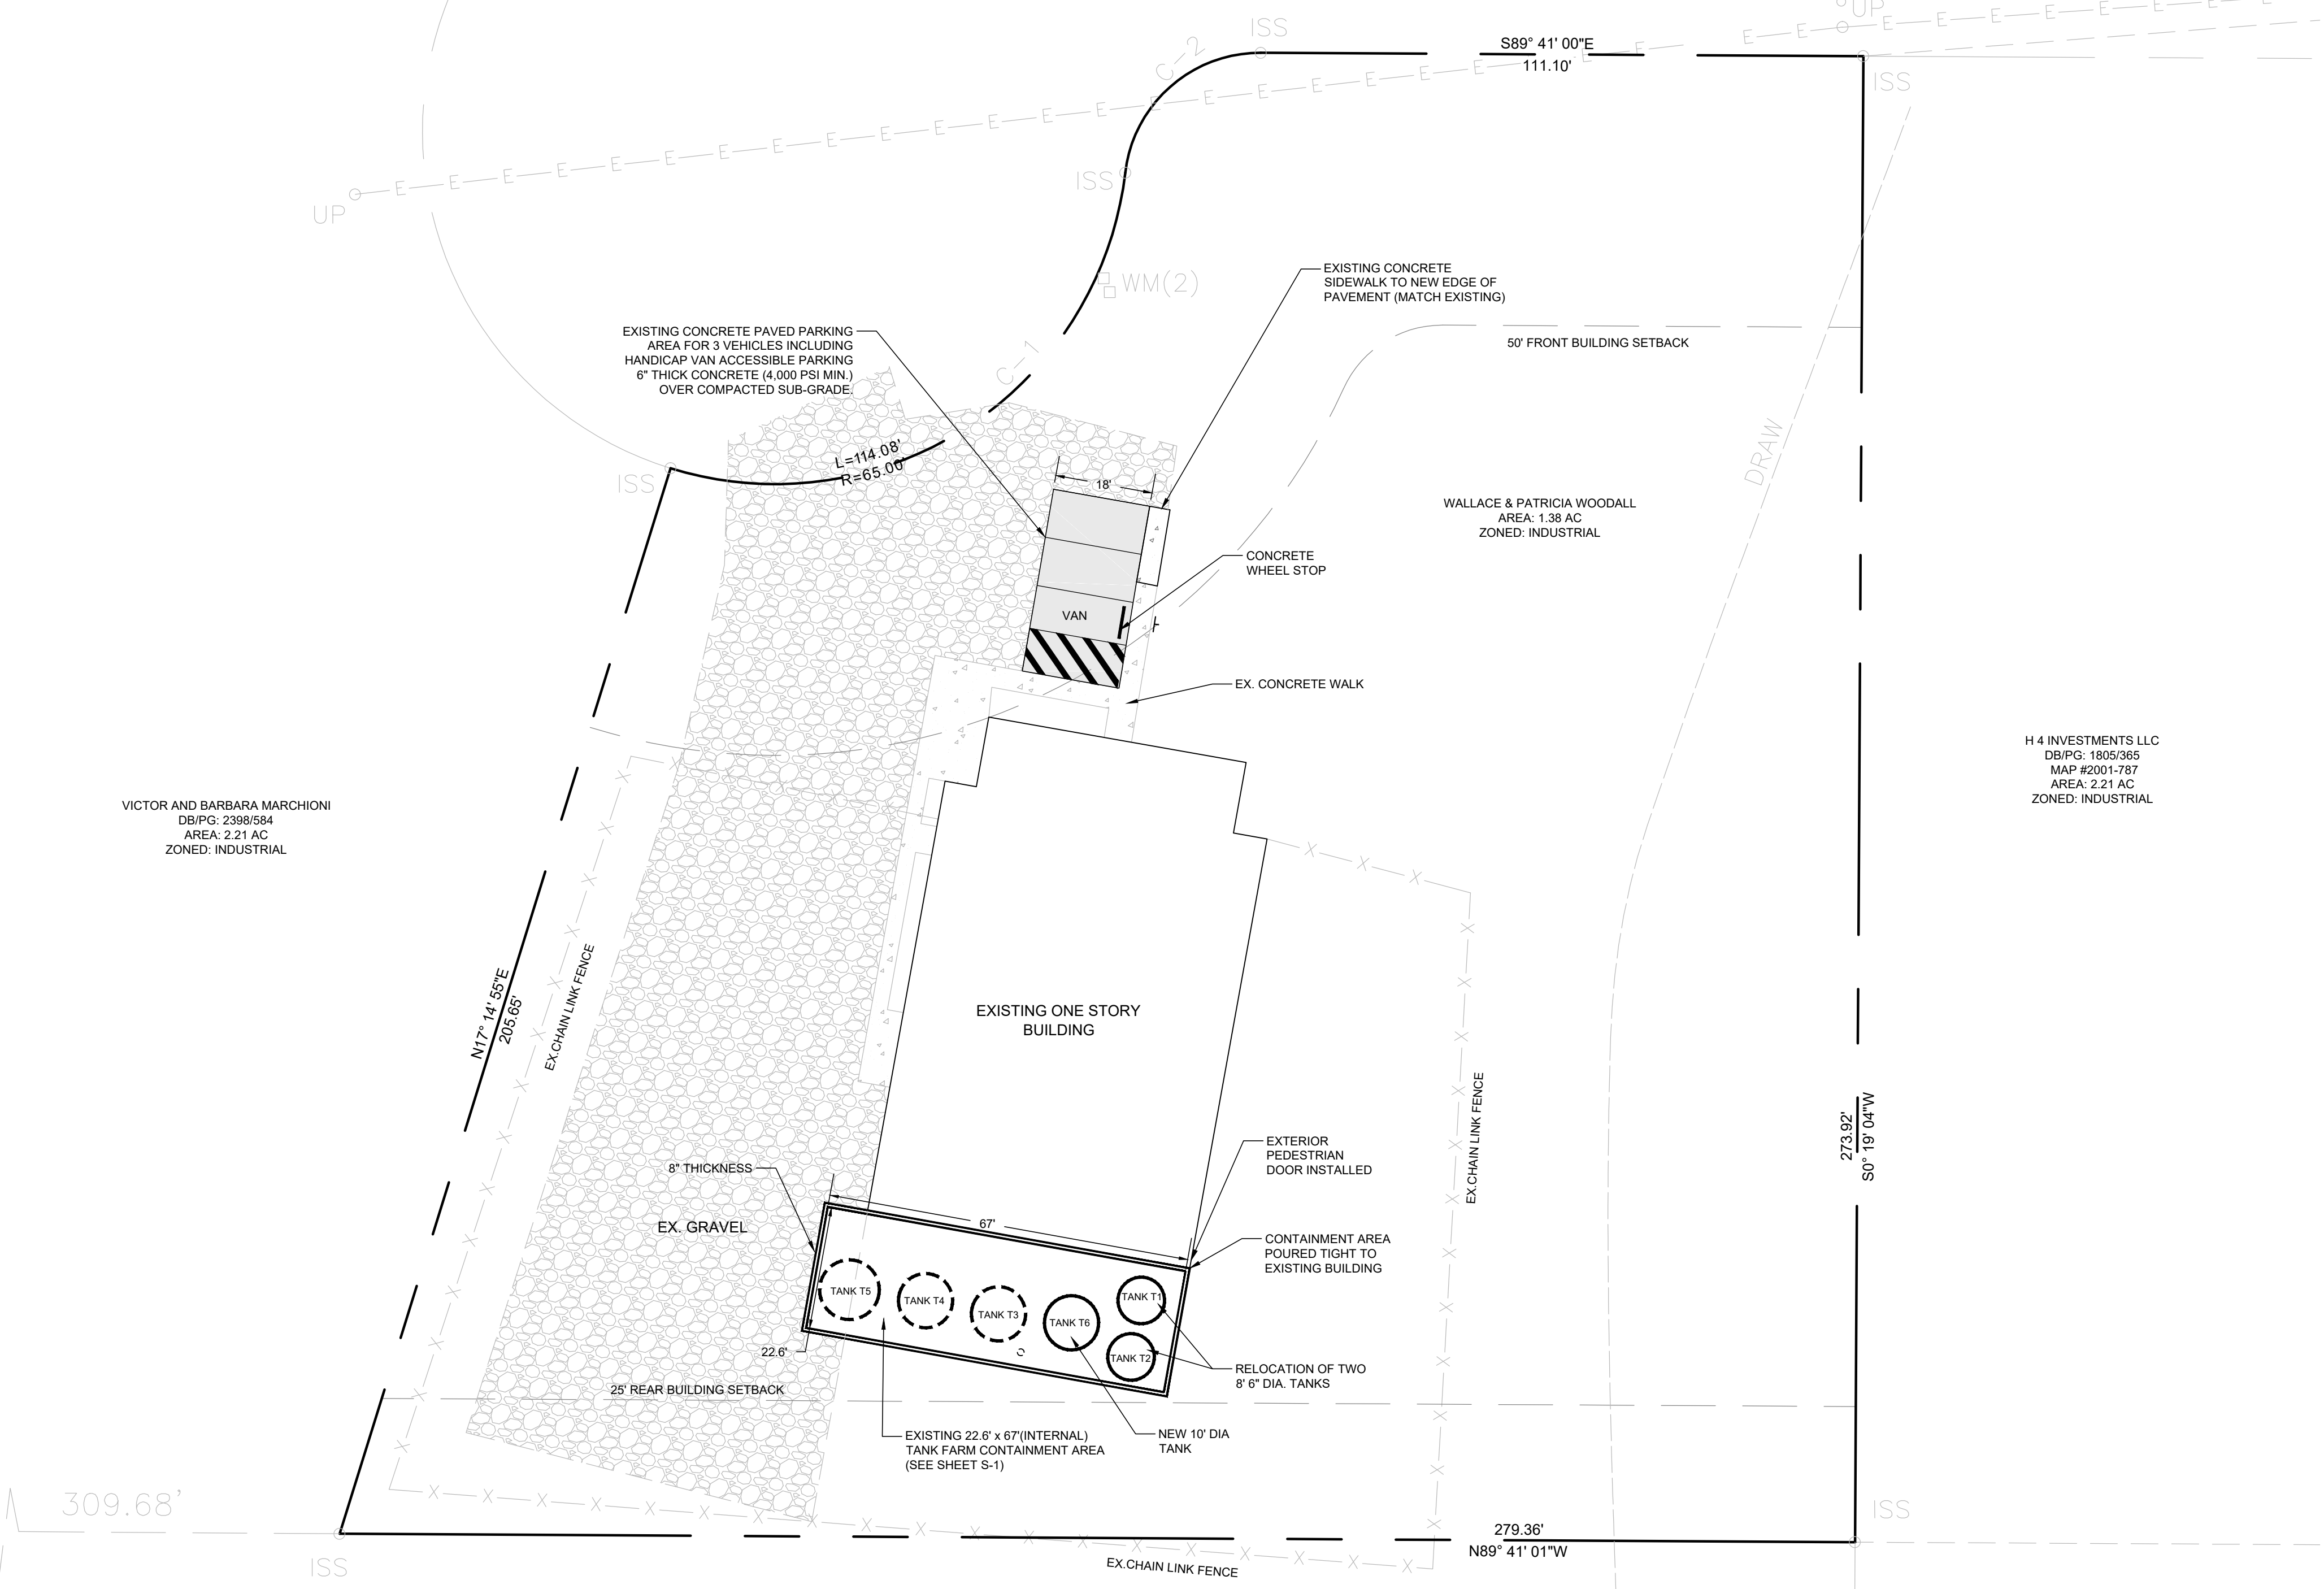 UP
ISS
S89° 41' 00"E
111.10'
C-2
ISS
ISS
UP
WM(2)
EXISTING CONCRETE
SIDEWALK TO NEW EDGE OF
PAVEMENT (MATCH EXISTING)
EXISTING CONCRETE PAVED PARKING
AREA FOR 3 VEHICLES INCLUDING
HANDICAP VAN ACCESSIBLE PARKING
6" THICK CONCRETE (4,000 PSI MIN.)
OVER COMPACTED SUB-GRADE.
50' FRONT BUILDING SETBACK
C-1
L=114.08'
R=65.00'
ISS
18'
DRAW
WALLACE & PATRICIA WOODALL
AREA: 1.38 AC
ZONED: INDUSTRIAL
CONCRETE
WHEEL STOP
VAN
EX. CONCRETE WALK
H 4 INVESTMENTS LLC
DB/PG: 1805/365
MAP #2001-787
AREA: 2.21 AC
ZONED: INDUSTRIAL
VICTOR AND BARBARA MARCHIONI
DB/PG: 2398/584
AREA: 2.21 AC
ZONED: INDUSTRIAL
N17° 14' 55"E
205.65'
EX.CHAIN LINK FENCE
EXISTING ONE STORY
BUILDING
EX.CHAIN LINK FENCE
273.92'
S0° 19' 04"W
EXTERIOR
PEDESTRIAN
DOOR INSTALLED
8" THICKNESS
EX. GRAVEL
67'
CONTAINMENT AREA
POURED TIGHT TO
EXISTING BUILDING
TANK T5
TANK T4
TANK T3
TANK T6
TANK T1
TANK T2
22.6'
RELOCATION OF TWO
8' 6" DIA. TANKS
25' REAR BUILDING SETBACK
EXISTING 22.6' x 67'(INTERNAL)
TANK FARM CONTAINMENT AREA
(SEE SHEET S-1)
NEW 10' DIA
TANK
309.68'
ISS
279.36'
N89° 41' 01"W
ISS
EX.CHAIN LINK FENCE